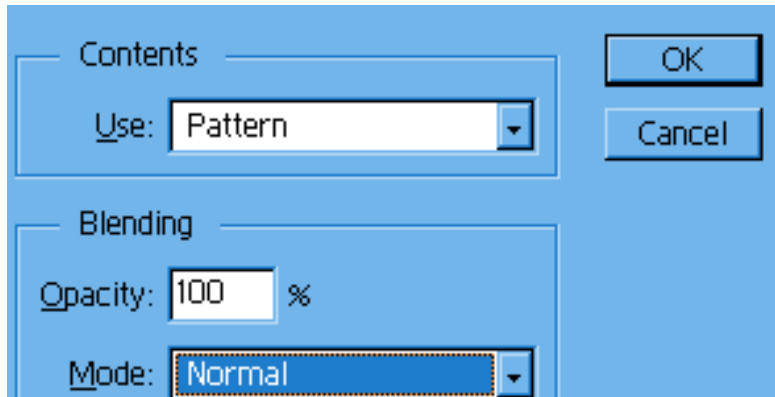 Contents
Use: Pattern
OK
Cancel
Blending
Opacity: 100 %
Mode: Normal